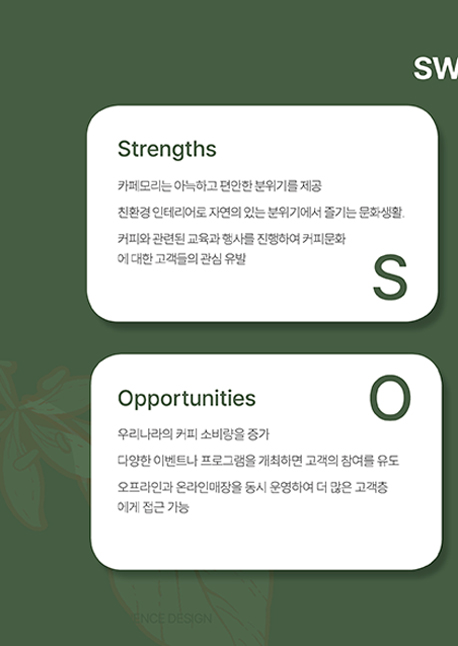 SW
Strengths
카페모리는 아늑하고 편안한 분위기를 제공
친환경 인테리어로 자연의 있는 분위기에서 즐기는 문화생활.
커피와 관련된 교육과 행사를 진행하여 커피문화
에 대한 고객들의 관심 유발
S
Opportunities
O
우리나라의 커피 소비량을 증가
다양한 이벤트나 프로그램을 개최하면 고객의 참여를 유도
오프라인과 온라인매장을 동시 운영하여 더 많은 고객층
에게 접근 가능
ENCE DESIGN